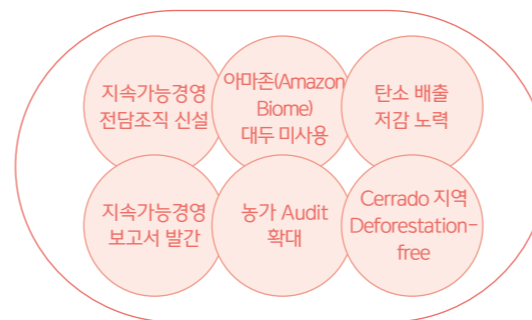 지속가능경영
전담조직 신설
아마존(Amazon
Biome)
대두 미사용
탄소 배출
저감 노력
지속가능경영
보고서 발간
농가 Audit
확대
Cerrado 지역
Deforestation-
free